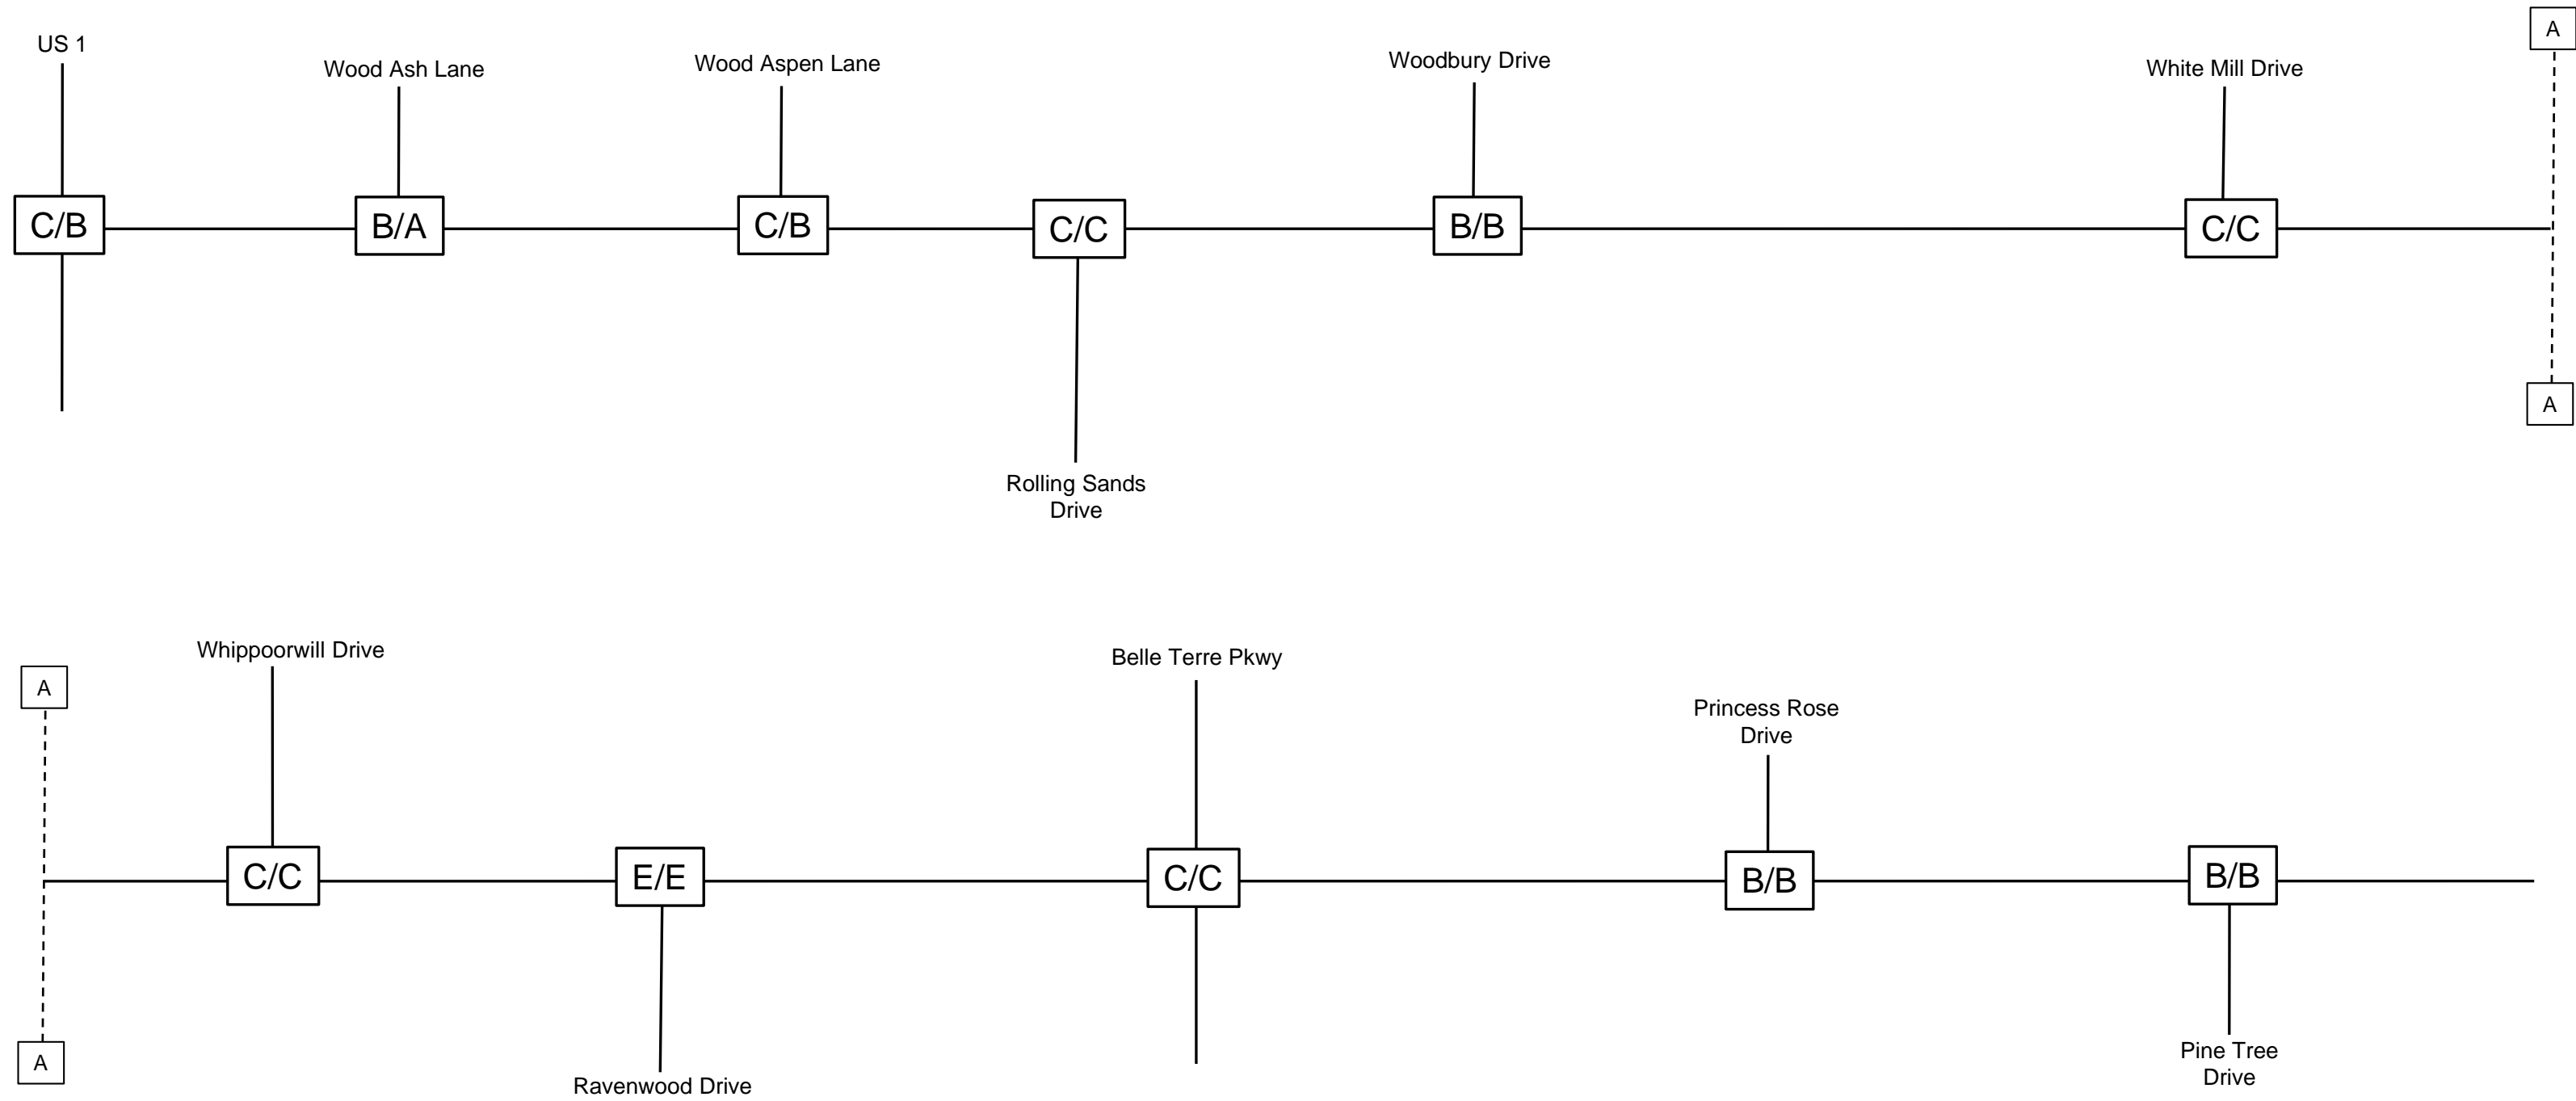 US 1
Wood Ash Lane
Wood Aspen Lane
Woodbury Drive
White Mill Drive
A
C/B
B/A
C/B
C/C
B/B
C/C
A
Rolling Sands
Drive
Whippoorwill Drive
Belle Terre Pkwy
A
Princess Rose
Drive
C/C
E/E
C/C
B/B
B/B
A
Ravenwood Drive
Pine Tree
Drive